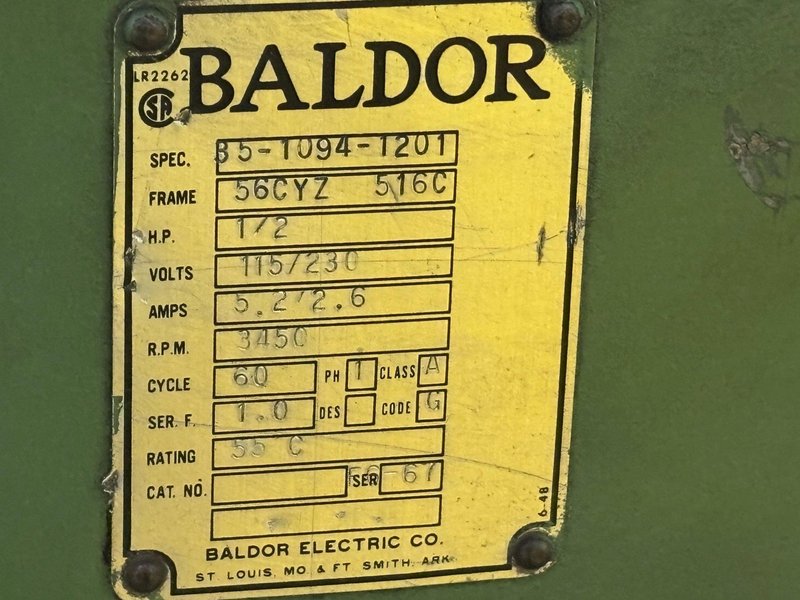 LR2262
BALDOR
SPEC. 35-1094-1201
FRAME 56CYZ 516C
H.P. 1/2
VOLTS 115/230
AMPS 5.2/2.6
R.P.M. 3450
CYCLE 60 PH 1 CLASS A
SER. F. 1.0 DES CODE G
RATING 55 C
CAT. NO. SER -67
6-48
BALDOR ELECTRIC CO.
ST. LOUIS, MO. & FT. SMITH, ARK.